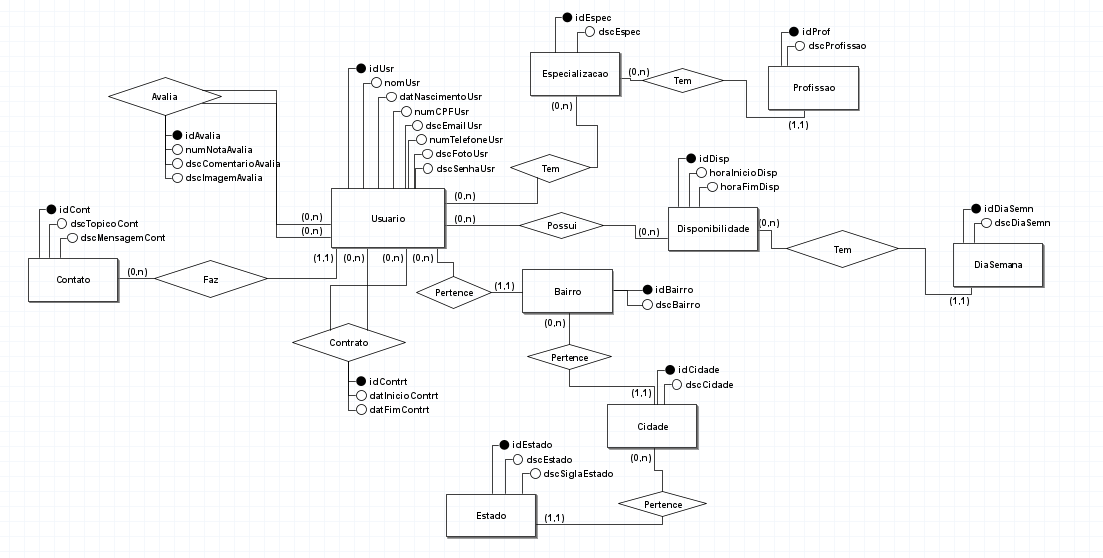 idEspec
dscEspec
Especializacao
(0,n)
Tem
idProf
dscProfissao
Profissao
(1,1)
(0,n)
Tem
Avalia
idAvalia
numNotaAvalia
dscComentarioAvalia
dscImagemAvalia
idUsr
nomUsr
datNascimentoUsr
numCPFUsr
dscEmailUsr
numTelefoneUsr
dscFotoUsr
dscSenhaUsr
Usuario
(0,n)
(0,n)
(0,n)
(0,n)
(1,1)
(0,n)
(0,n)
(0,n)
Possui
(0,n)
idDisp
horaInicioDisp
horaFimDisp
Disponibilidade
(0,n)
Tem
idDiaSemn
dscDiaSemn
DiaSemana
(1,1)
idCont
dscTopicoCont
dscMensagemCont
Contato
(0,n)
Faz
Pertence
(1,1)
Bairro
idBairro
dscBairro
(0,n)
Contrato
idContrt
datInicioContrt
datFimContrt
Pertence
(1,1)
idCidade
dscCidade
Cidade
(0,n)
idEstado
dscEstado
dscSiglaEstado
Estado
(1,1)
Pertence